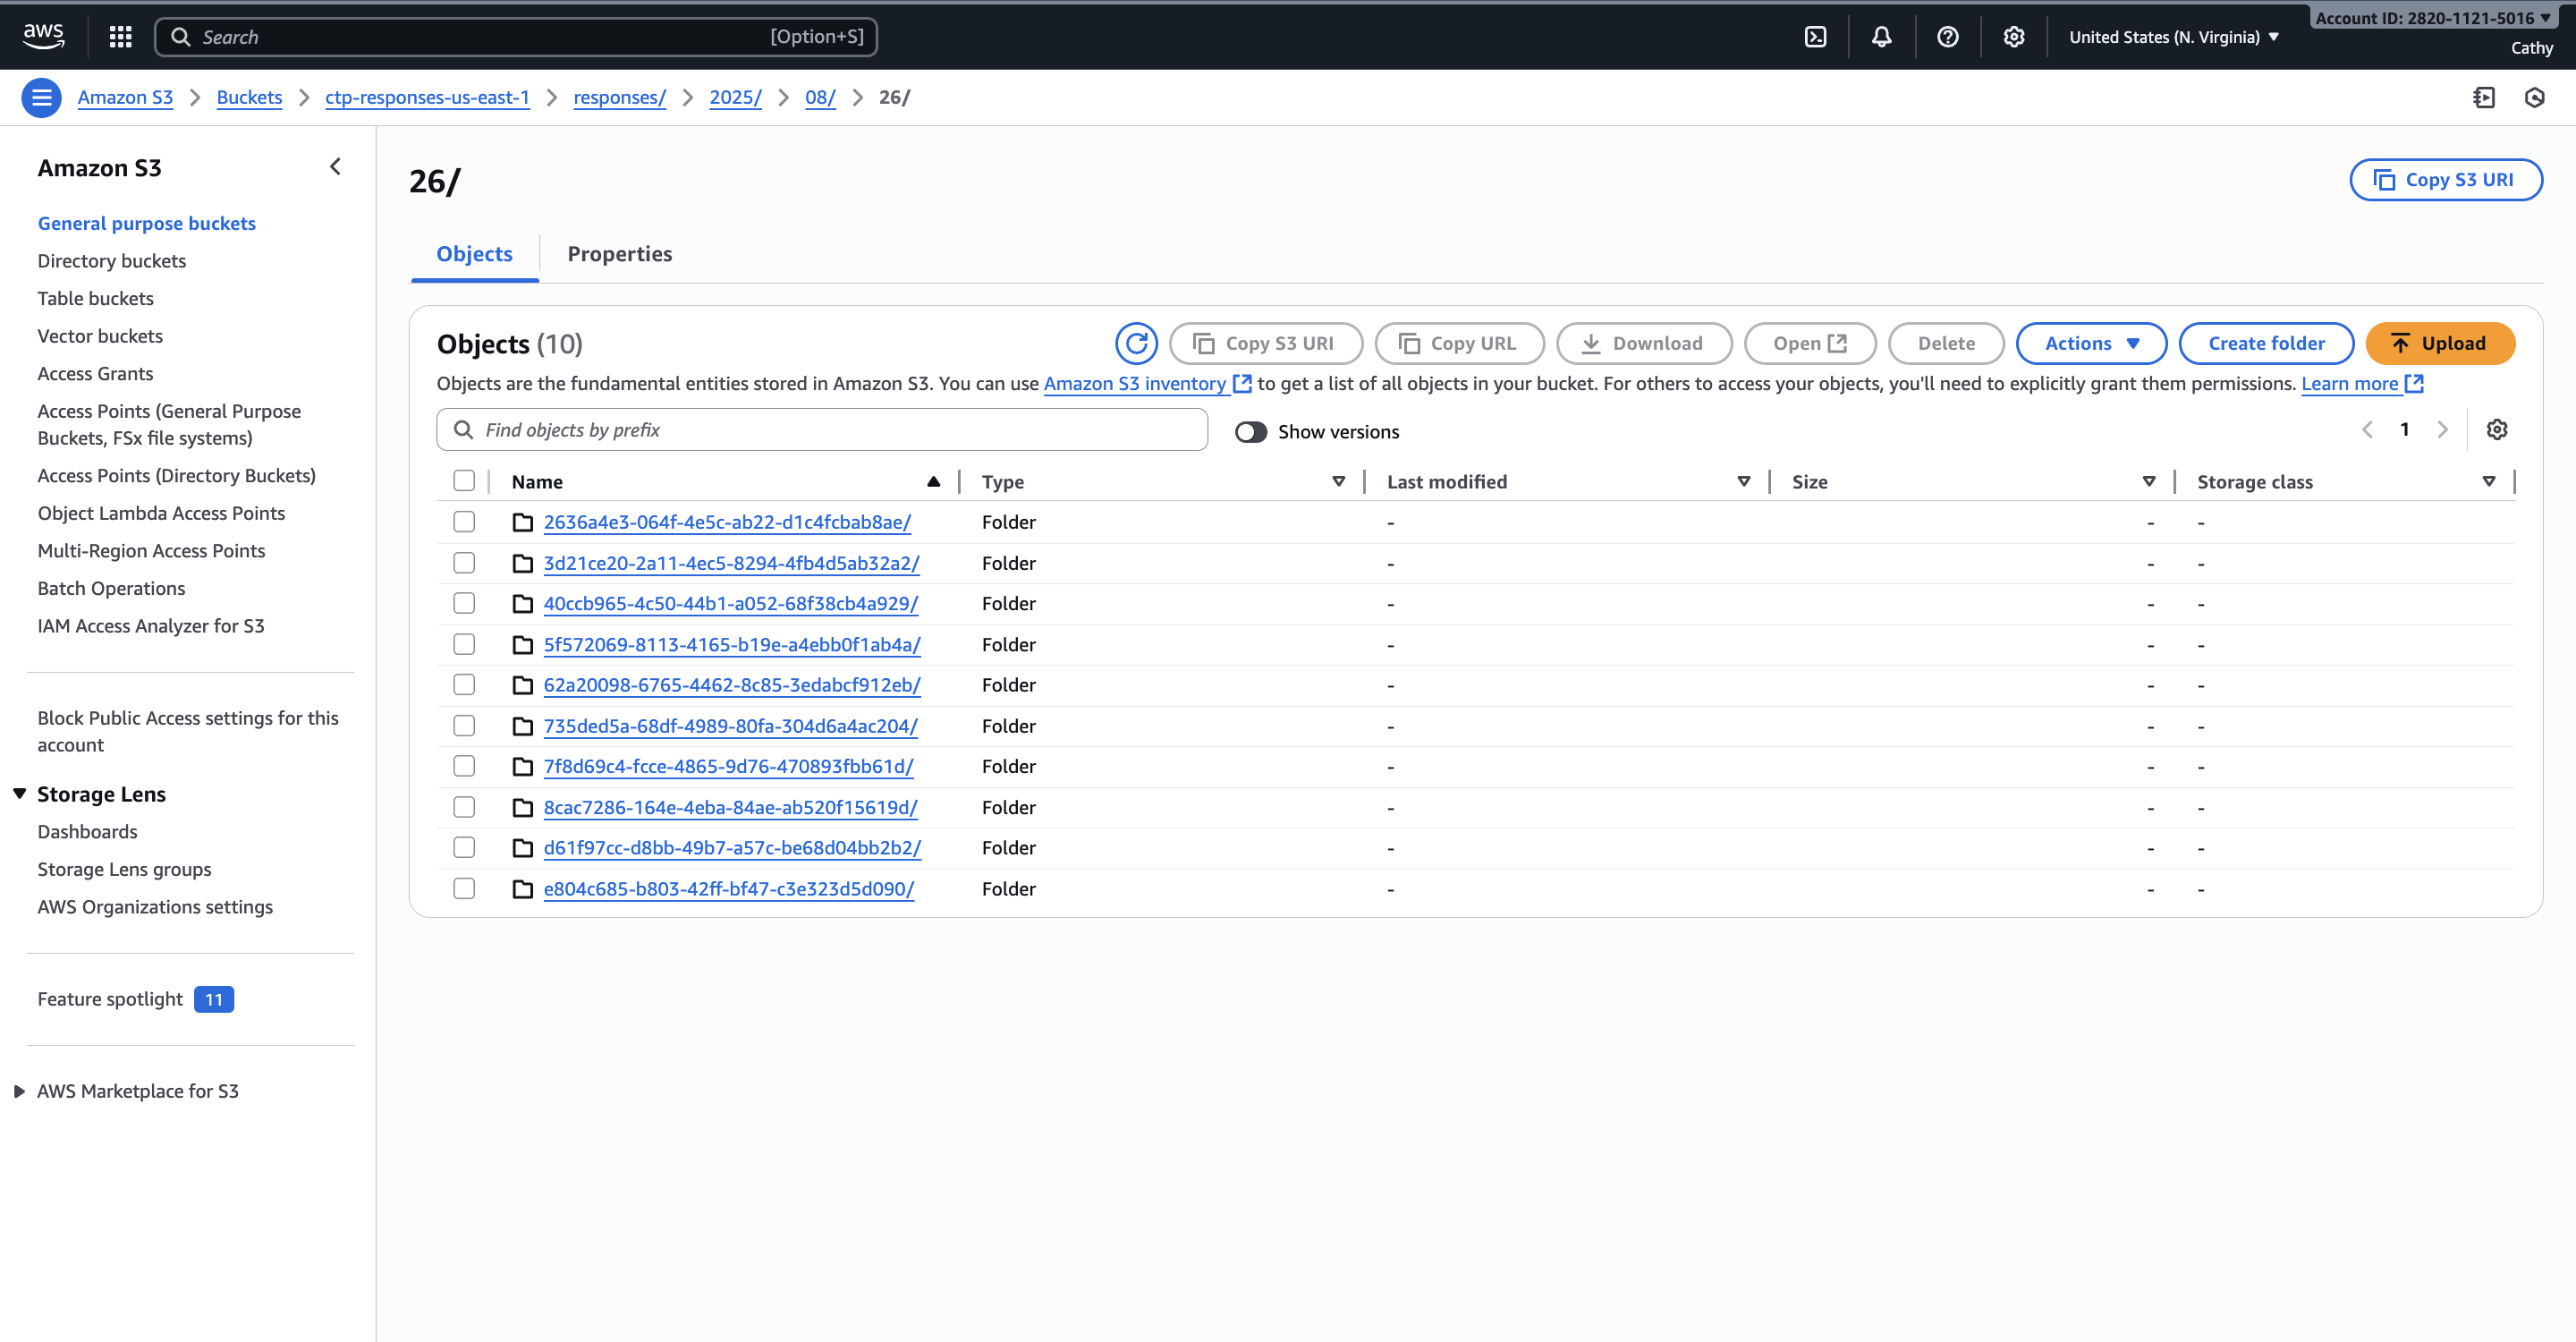 aws
Search [Option+S]
Account ID: 2820-1121-5016
United States (N. Virginia)
Cathy
Amazon S3
Buckets
ctp-responses-us-east-1
responses/
2025/
08/
26/
Amazon S3
General purpose buckets
Directory buckets
Table buckets
Vector buckets
Access Grants
Access Points (General Purpose
Buckets, FSx file systems)
Access Points (Directory Buckets)
Object Lambda Access Points
Multi-Region Access Points
Batch Operations
IAM Access Analyzer for S3
Block Public Access settings for this
account
Storage Lens
Dashboards
Storage Lens groups
AWS Organizations settings
Feature spotlight 11
AWS Marketplace for S3
26/
Copy S3 URI
Objects
Properties
Objects (10)
Copy S3 URI
Copy URL
Download
Open
Delete
Actions
Create folder
Upload
Objects are the fundamental entities stored in Amazon S3. You can use Amazon S3 inventory to get a list of all objects in your bucket. For others to access your objects, you'll need to explicitly grant them permissions. Learn more
Find objects by prefix
Show versions
1
Name Type Last modified Size Storage class
2636a4e3-064f-4e5c-ab22-d1c4fcbab8ae/ Folder - - -
3d21ce20-2a11-4ec5-8294-4fb4d5ab32a2/ Folder - - -
40ccb965-4c50-44b1-a052-68f38cb4a929/ Folder - - -
5f572069-8113-4165-b19e-a4ebb0f1ab4a/ Folder - - -
62a20098-6765-4462-8c85-3edabcf912eb/ Folder - - -
735ded5a-68df-4989-80fa-304d6a4ac204/ Folder - - -
7f8d69c4-fcce-4865-9d76-470893fbb61d/ Folder - - -
8cac7286-164e-4eba-84ae-ab520f15619d/ Folder - - -
d61f97cc-d8bb-49b7-a57c-be68d04bb2b2/ Folder - - -
e804c685-b803-42ff-bf47-c3e323d5d090/ Folder - - -